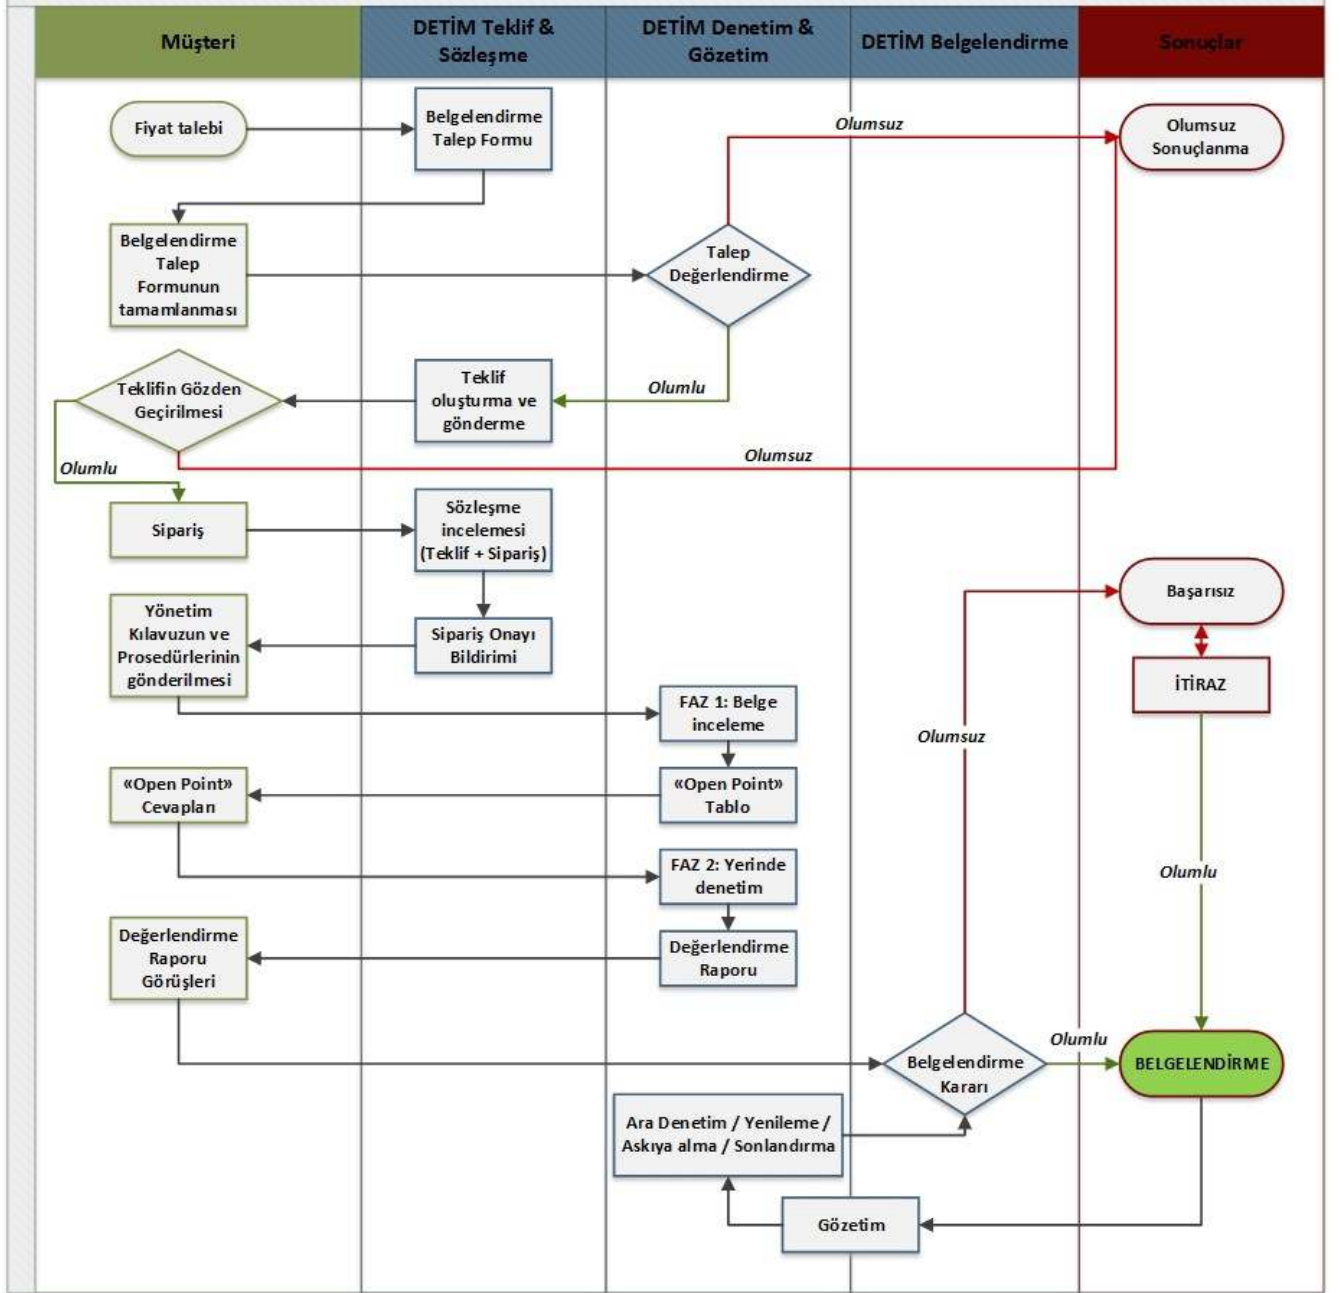 Müşteri
DETİM Teklif &
Sözleşme
DETİM Denetim &
Gözetim
DETİM Belgelendirme
Sonuçlar
Fiyat talebi
Belgelendirme
Talep Formu
Olumsuz
Olumsuz
Sonuçlanma
Belgelendirme
Talep
Formunun
tamamlanması
Talep
Değerlendirme
Teklifin Gözden
Geçirilmesi
Teklif
oluşturma ve
gönderme
Olumlu
Olumsuz
Olumlu
Sipariş
Sözleşme
incelemesi
(Teklif + Sipariş)
Başarısız
Yönetim
Kılavuzun ve
Prosedürlerinin
gönderilmesi
Sipariş Onayı
Bildirimi
İTİRAZ
FAZ 1: Belge
inceleme
Olumsuz
«Open Point»
Cevapları
«Open Point»
Tablo
FAZ 2: Yerinde
denetim
Olumlu
Değerlendirme
Raporu
Görüşleri
Değerlendirme
Raporu
Olumlu
Belgelendirme
Kararı
BELGELENDİRME
Ara Denetim / Yenileme /
Askıya alma / Sonlandırma
Gözetim